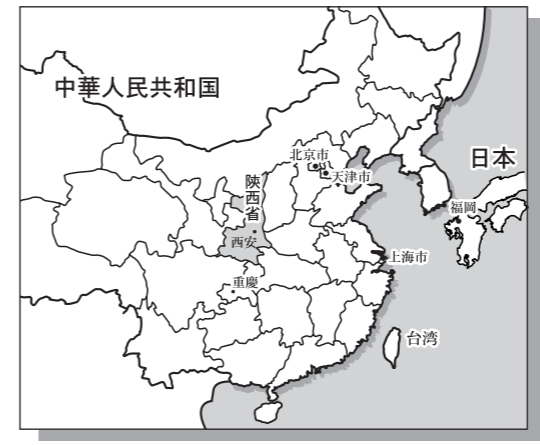 中華人民共和国
北京市
天津市
日本
陝西省
福岡
西安
上海市
重慶
台湾